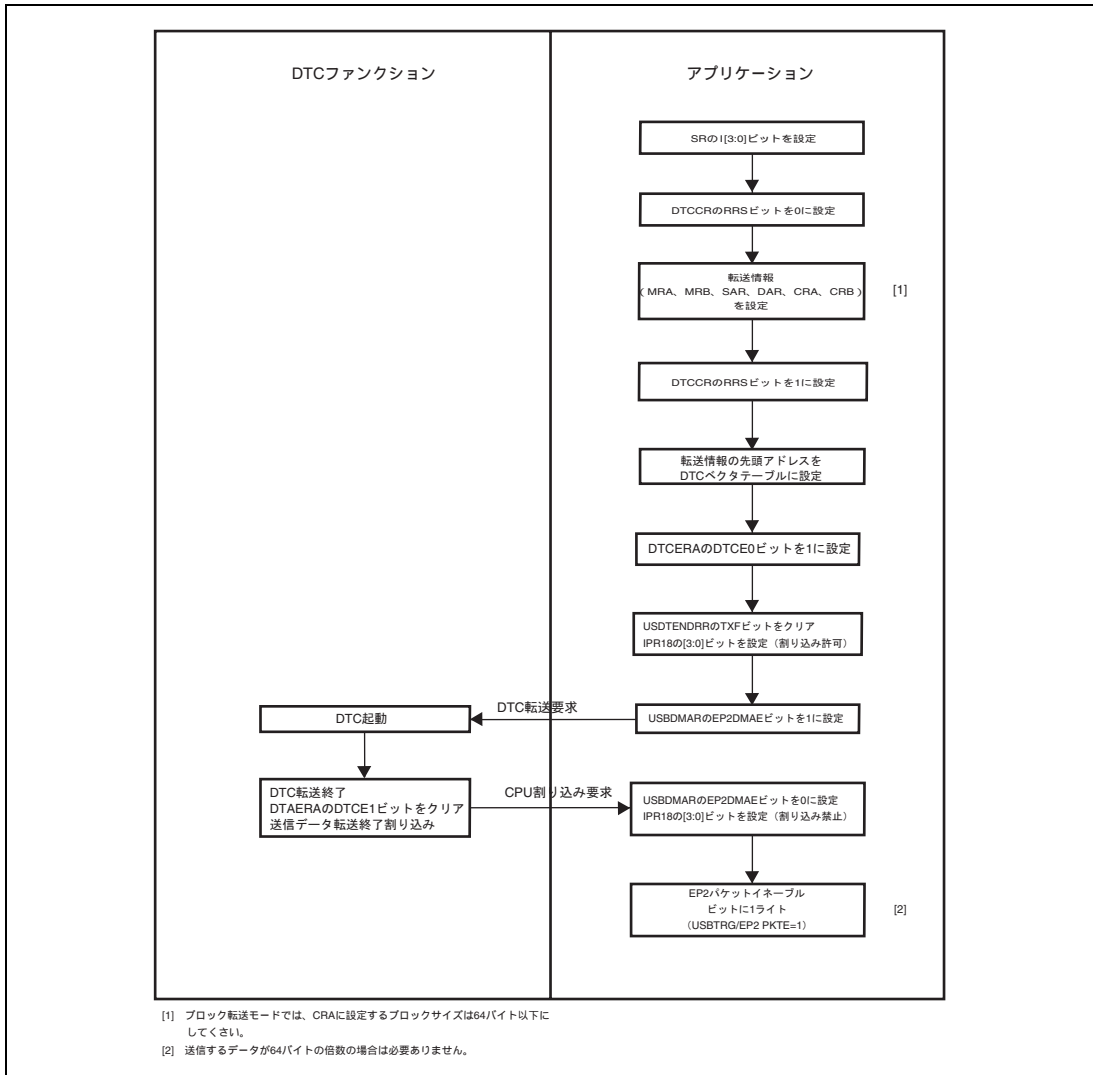 DTCファンクション
アプリケーション
SRのI[3:0]ビットを設定
DTCCRのRRSビットを0に設定
転送情報
(MRA、MRB、SAR、DAR、CRA、CRB)
を設定
[1]
DTCCRのRRSビットを1に設定
転送情報の先頭アドレスを
DTCベクタテーブルに設定
DTCERAのDTCE0ビットを1に設定
USDTENDRRのTXFビットをクリア
IPR18の[3:0]ビットを設定（割り込み許可）
DTC起動
DTC転送要求
USBDMARのEP2DMAEビットを1に設定
DTC転送終了
DTAERAのDTCE1ビットをクリア
送信データ転送終了割り込み
CPU割り込み要求
USBDMARのEP2DMAEビットを0に設定
IPR18の[3:0]ビットを設定（割り込み禁止）
EP2パケットイネーブル
ビットに1ライト
（USBTRG/EP2 PKTE=1）
[2]
[1] ブロック転送モードでは、CRAに設定するブロックサイズは64バイト以下に
してくさい。
[2] 送信するデータが64バイトの倍数の場合は必要ありません。